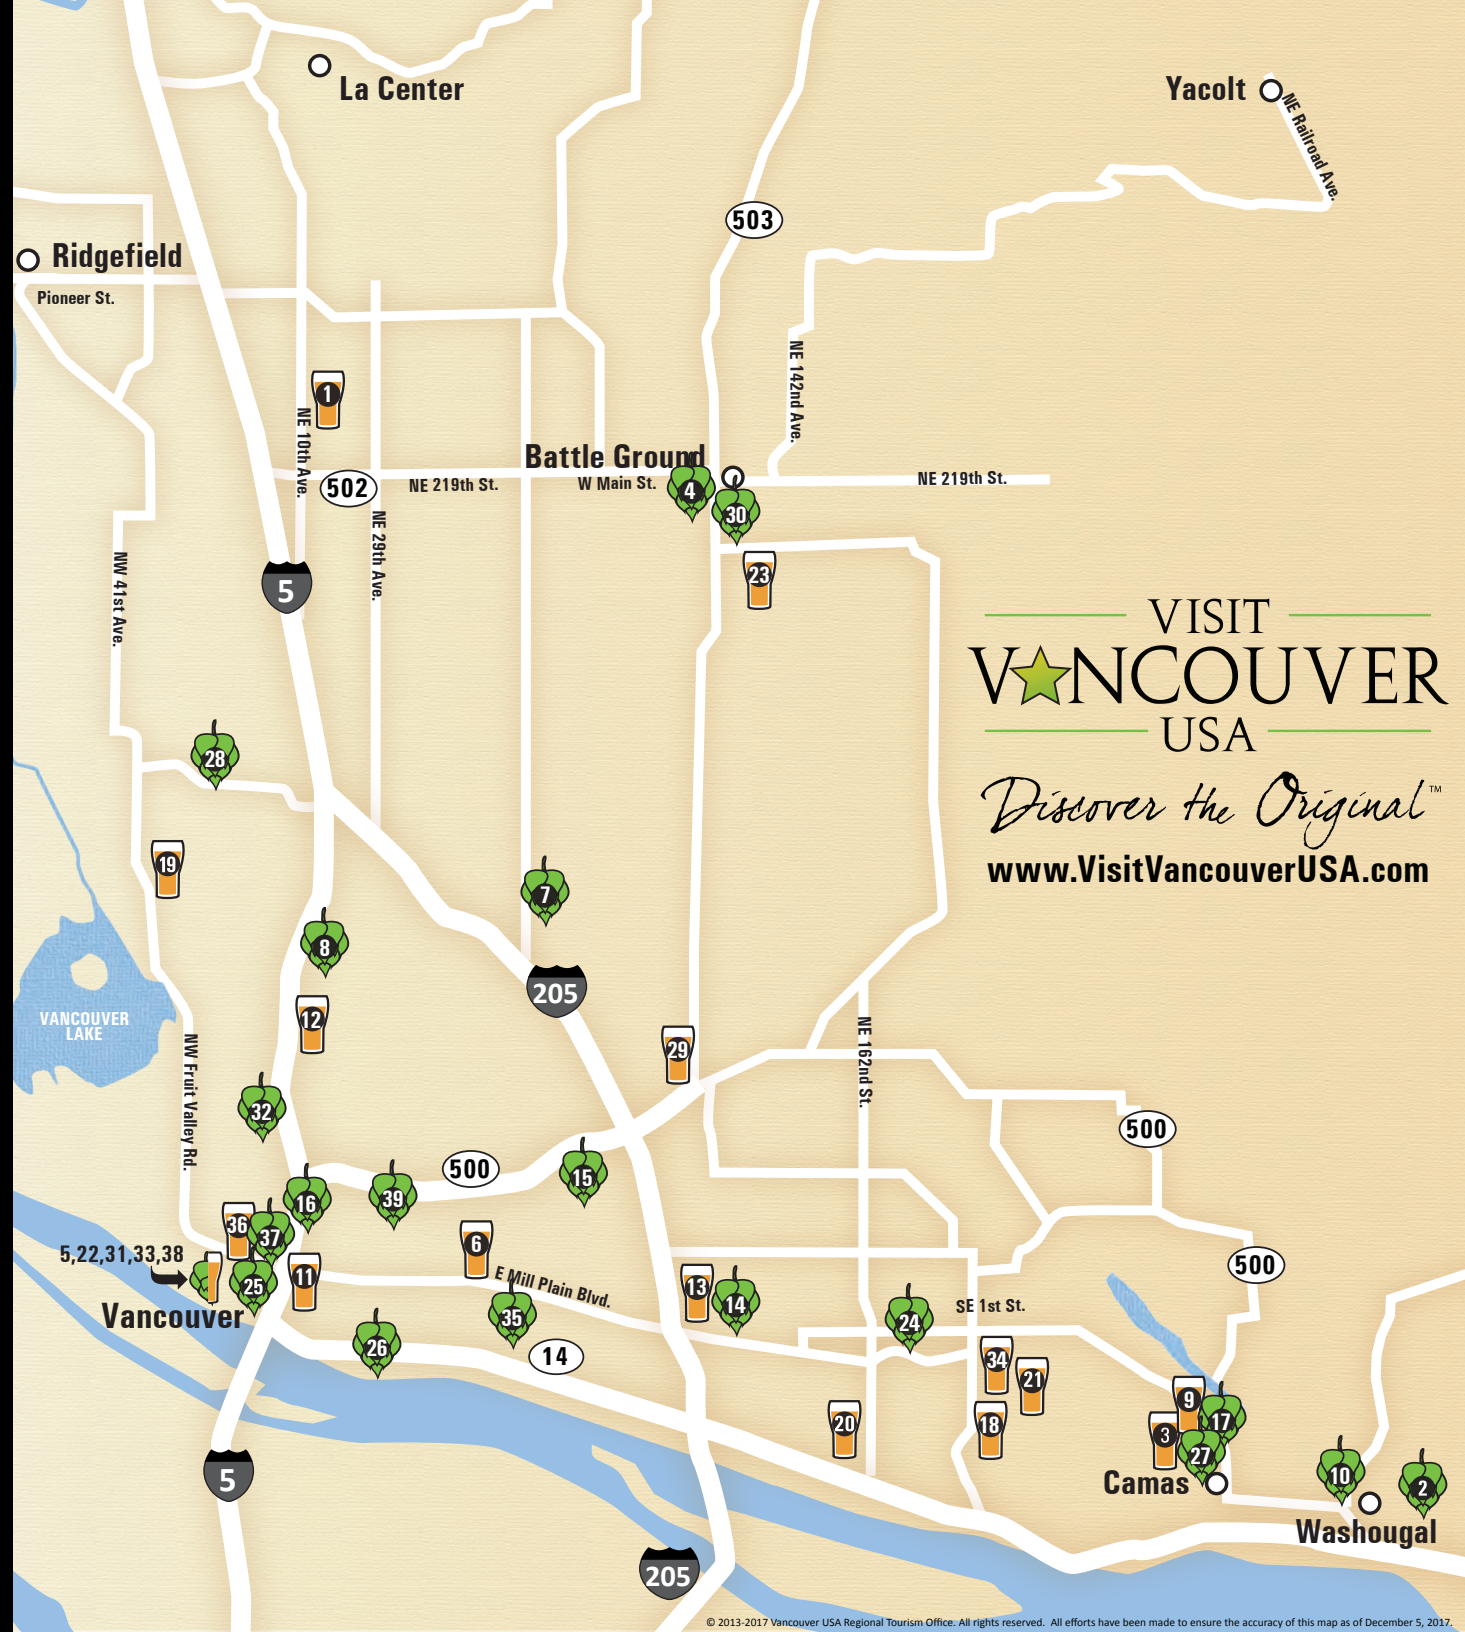 La Center
Yacolt
NE Railroad Ave.
503
Ridgefield
Pioneer St.
1
NE 10th Ave.
NE 142nd Ave.
Battle Ground
502
NE 219th St.
W Main St.
4
30
NE 219th St.
NE 29th Ave.
NW 41st Ave.
5
23
VISIT
VANCOUVER
USA
Discover the Original™
www.VisitVancouverUSA.com
28
19
7
8
205
12
VANCOUVER
LAKE
29
NE 162nd St.
NW Fruit Valley Rd.
32
500
500
15
16
39
36
37
6
5,22,31,33,38
25
11
E Mill Plain Blvd.
13
14
500
Vancouver
26
35
14
24
SE 1st St.
34
21
20
18
9
17
3
27
Camas
10
2
Washougal
5
205
© 2013-2017 Vancouver USA Regional Tourism Office. All rights reserved. All efforts have been made to ensure the accuracy of this map as of December 5, 2017.